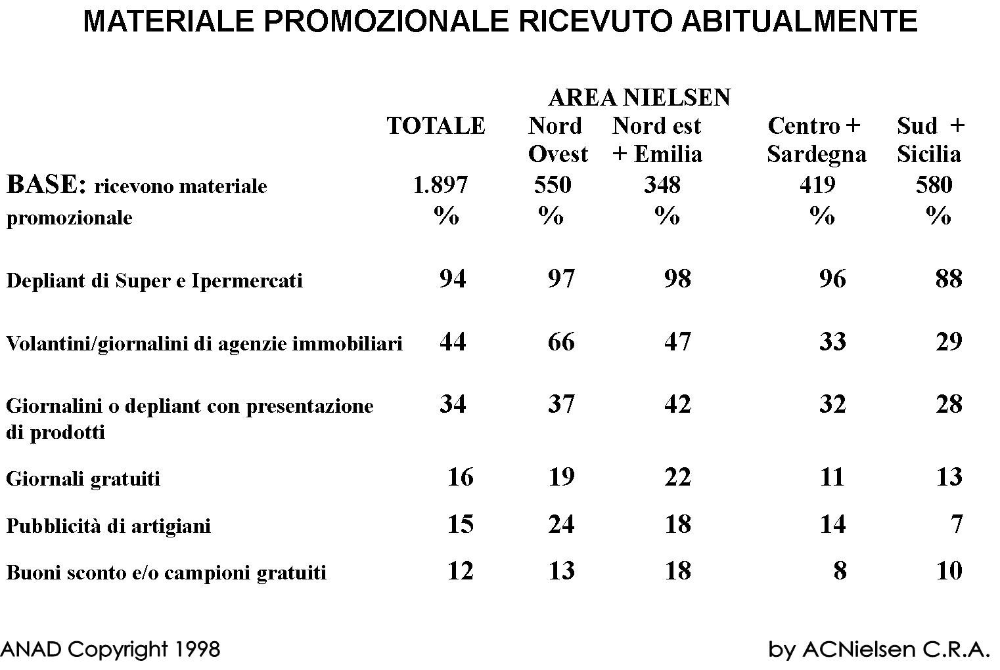 MATERIALE PROMOZIONALE RICEVUTO ABITUALMENTE
AREA NIELSEN
TOTALE Nord Nord est Centro + Sud +
Ovest + Emilia Sardegna Sicilia
BASE: ricevono materiale 1.897 550 348 419 580
promozionale % % % % %
Depliant di Super e Ipermercati 94 97 98 96 88
Volantini/giornalini di agenzie immobiliari 44 66 47 33 29
Giornalini o depliant con presentazione 34 37 42 32 28
di prodotti
Giornali gratuiti 16 19 22 11 13
Pubblicità di artigiani 15 24 18 14 7
Buoni sconto e/o campioni gratuiti 12 13 18 8 10
ANAD Copyright 1998 by ACNielsen C.R.A.